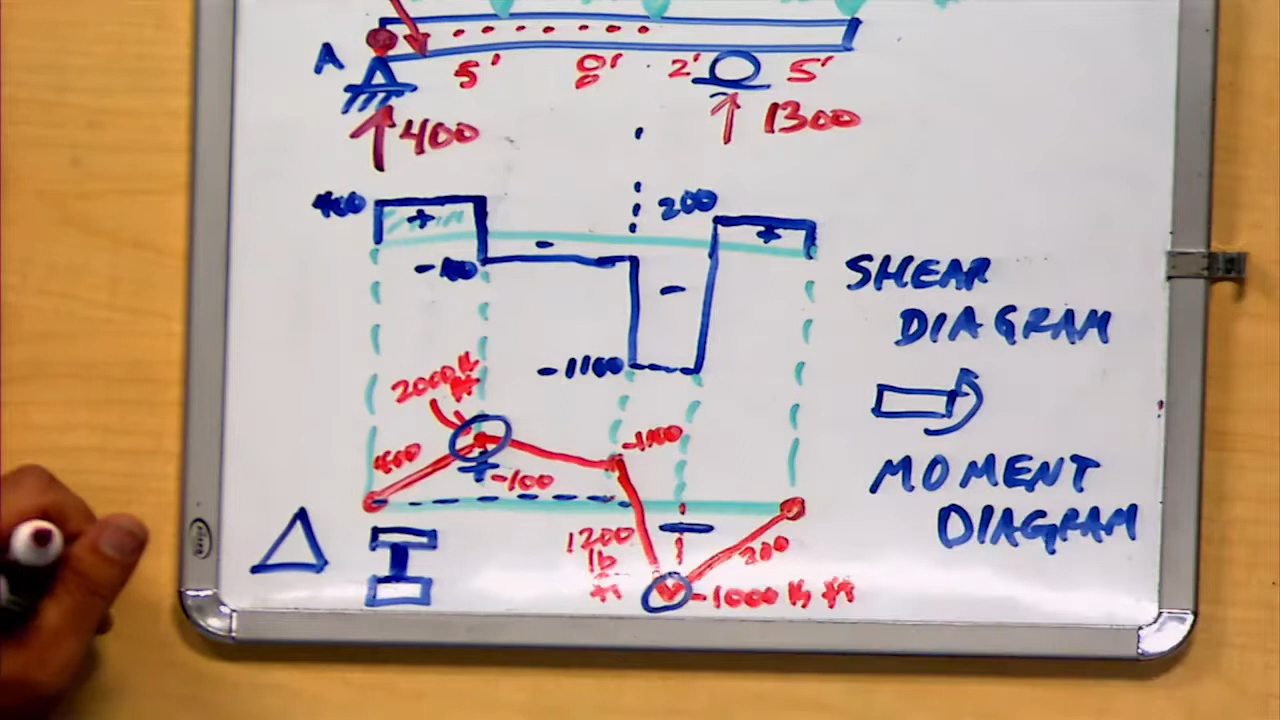 A
5' 8' 2' 5'
400 1300
400 200
-100
-1100
SHEAR
DIAGRAM
2000 lb
ft
-1100
400
-100
MOMENT
DIAGRAM
1200
lb
ft
200
-1000 lb ft